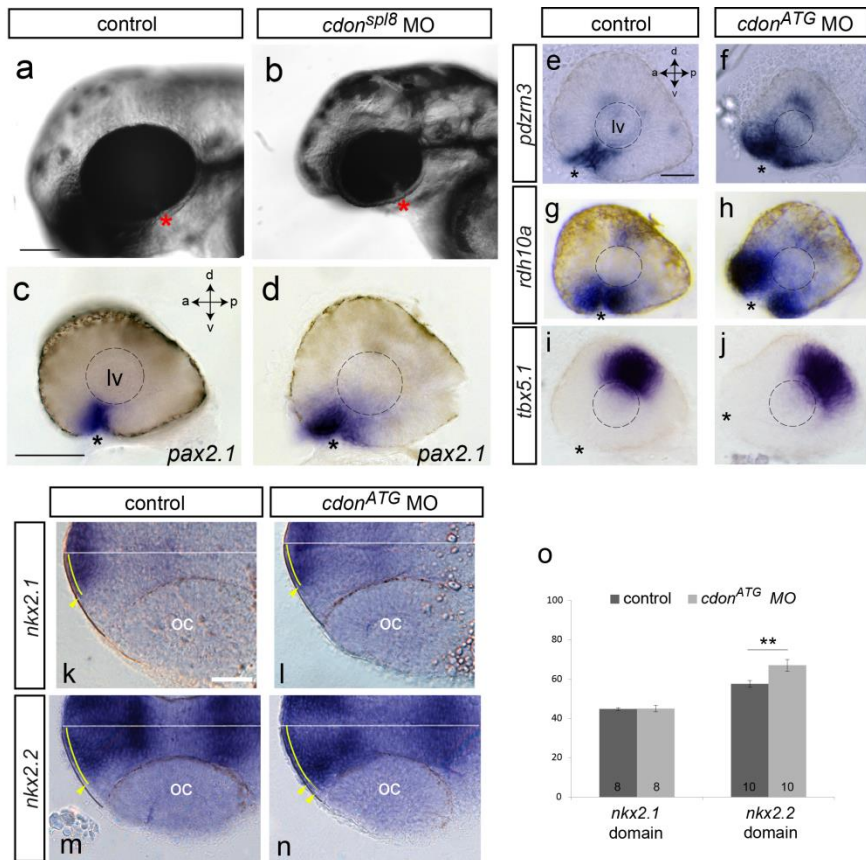 control
cdon^spl8 MO
a
b
c
lv
d
a
p
v
*
pax2.1
d
*
pax2.1
*
*
control
cdon^ATG MO
pdzrn3
e
d
a
p
v
lv
*
f
*
rdh10a
g
*
h
*
tbx5.1
i
*
j
*
control
cdon^ATG MO
nkx2.1
k
oc
l
oc
nkx2.2
m
oc
n
oc
o
control
cdon^ATG MO
100
80
60
40
20
0
**
8
8
10
10
nkx2.1
domain
nkx2.2
domain